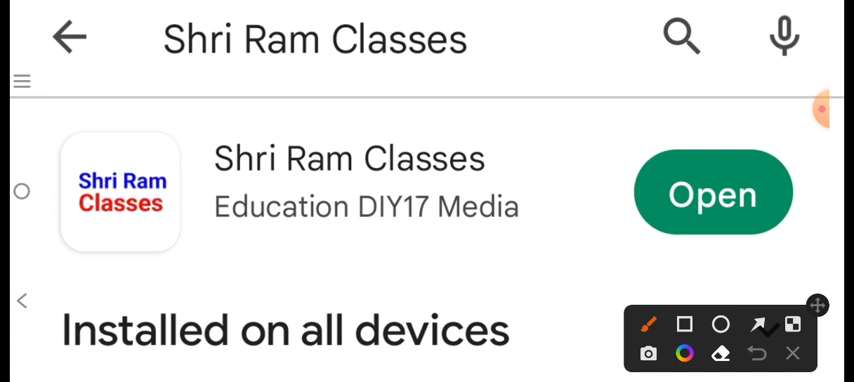 Shri Ram Classes
Shri Ram Classes
Education DIY17 Media
Shri Ram
Classes
Open
Installed on all devices